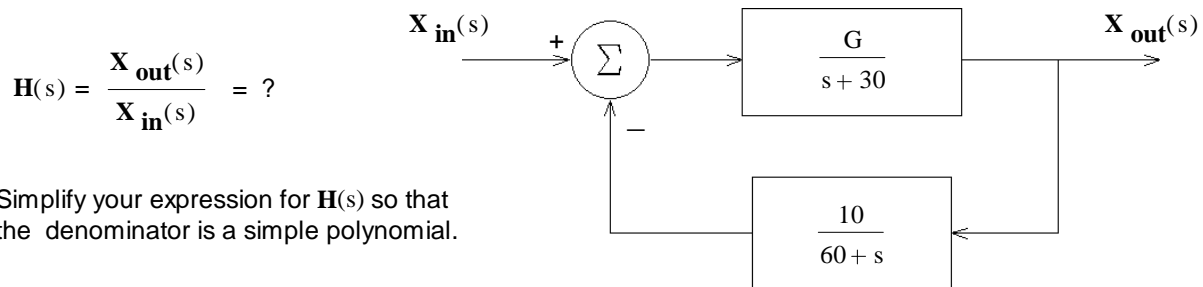 H(s) = X out(s) / X in(s) = ?
Simplify your expression for H(s) so that
the denominator is a simple polynomial.
X in(s)
+
Σ
−
G
s + 30
X out(s)
10
60 + s